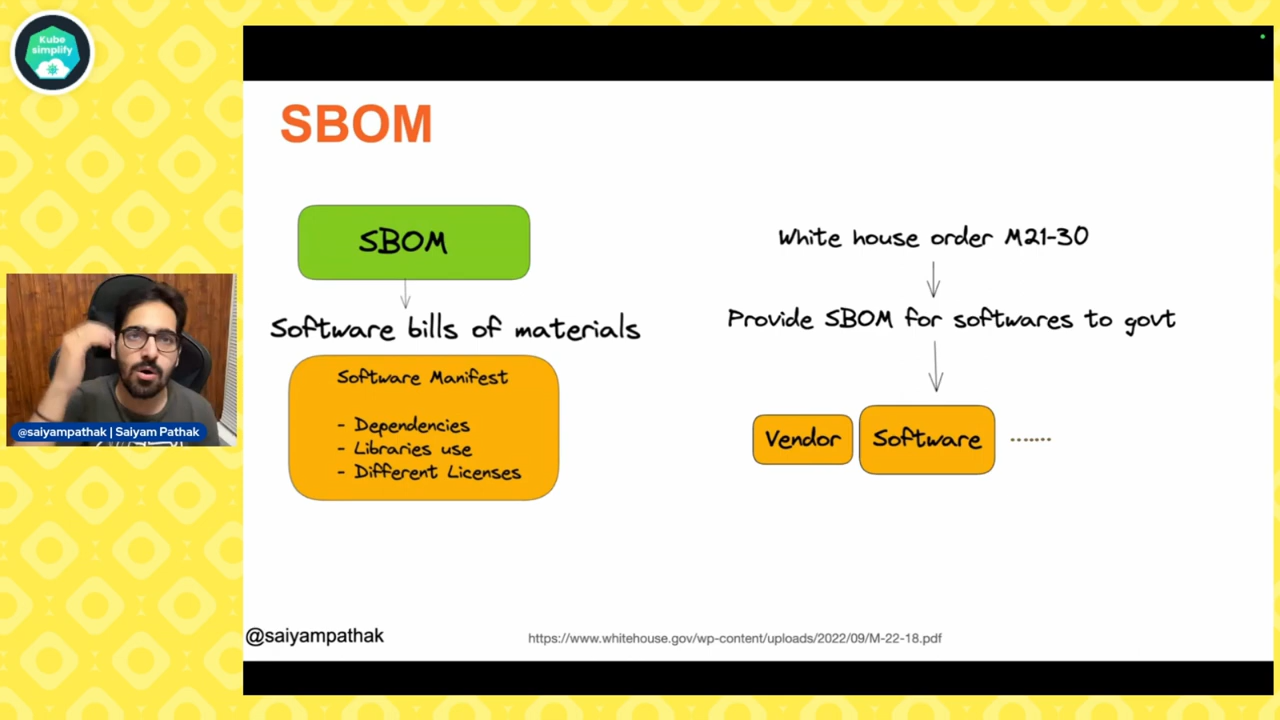 Kube
simplify
SBOM
SBOM
Software bills of materials
Software Manifest
- Dependencies
- Libraries use
- Different Licenses
White house order M21-30
Provide SBOM for softwares to govt
Vendor
Software
@saiyampathak | Saiyam Pathak
@saiyampathak
https://www.whitehouse.gov/wp-content/uploads/2022/09/M-22-18.pdf